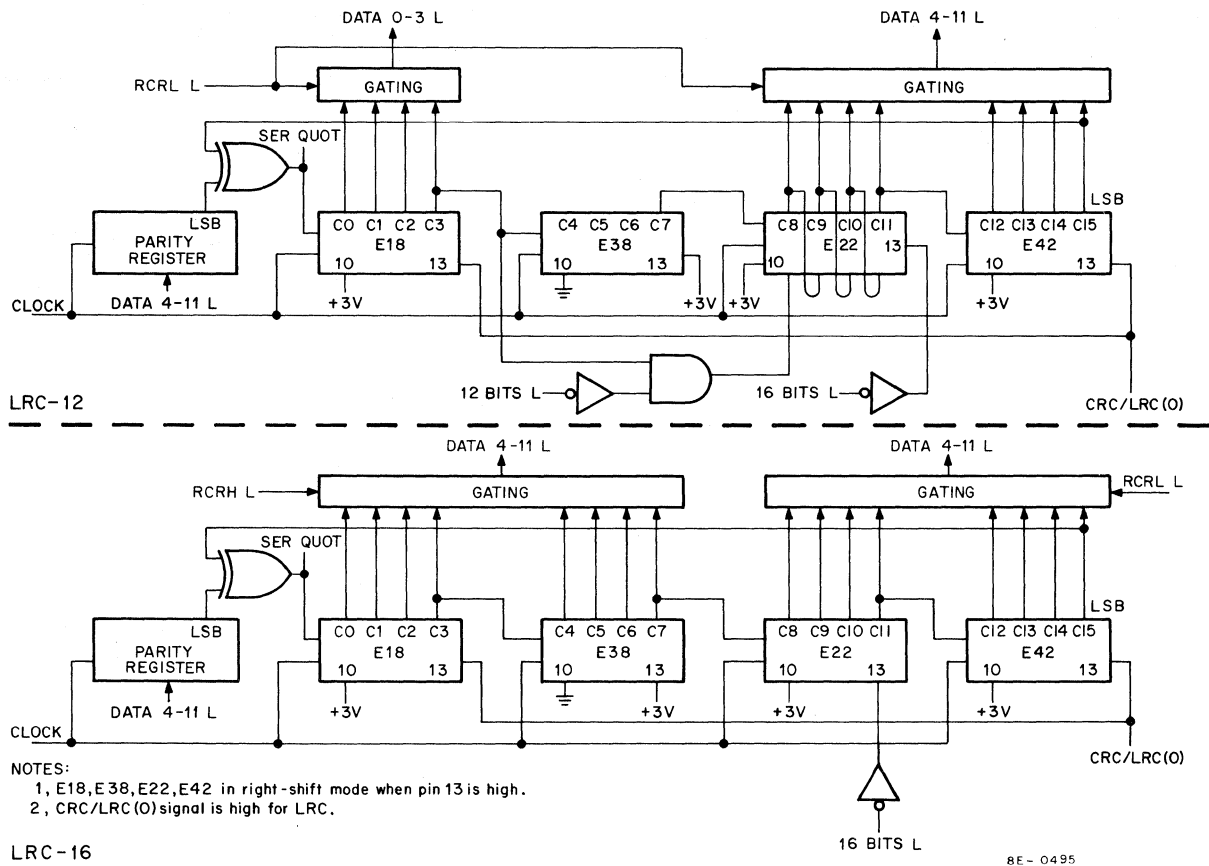 DATA 0-3 L
DATA 4-11 L
RCRL L
GATING
GATING
SER QUOT
LSB
PARITY
REGISTER
DATA 4-11 L
C0 C1 C2 C3
E18
10 13
+3V
C4 C5 C6 C7
E38
10 13
+3V
C8 C9 C10 C11
E22
10 13
+3V
LSB
C12 C13 C14 C15
E42
10 13
+3V
CLOCK
12 BITS L
16 BITS L
CRC/LRC(0)
LRC-12
DATA 4-11 L
DATA 4-11 L
RCRH L
GATING
GATING
RCRL L
SER QUOT
LSB
PARITY
REGISTER
DATA 4-11 L
C0 C1 C2 C3
E18
10 13
+3V
C4 C5 C6 C7
E38
10 13
+3V
C8 C9 C10 C11
E22
10 13
+3V
LSB
C12 C13 C14 C15
E42
10 13
+3V
CLOCK
CRC/LRC(0)
NOTES:
1, E18,E38,E22,E42 in right-shift mode when pin 13 is high.
2, CRC/LRC(0) signal is high for LRC.
16 BITS L
LRC-16
8E-0495